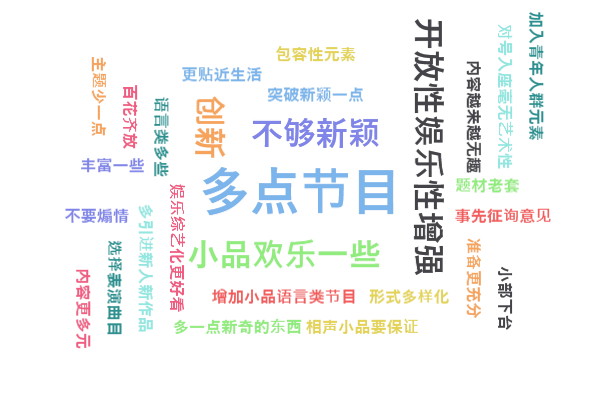 加入青年人群元素
对号入座毫无艺术性
开放性娱乐性增强
包容性元素
主题少一点
更贴近生活
内容越来越无趣
百花齐放
突破新颖一点
语言类多些
创新
不够新颖
丰富一些
多点节目
题材老套
娱乐综艺化更好看
不要煽情
多引进新人新作品
事先征询意见
小品欢乐一些
选择表演曲目
准备更充分
内容更多元
小部下台
增加小品语言类节目
形式多样化
多一点新奇的东西
相声小品要保证